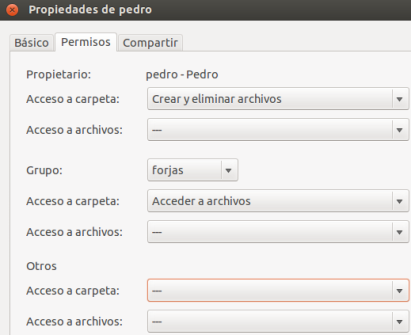 Propiedades de pedro
Básico Permisos Compartir
Propietario: pedro - Pedro
Acceso a carpeta: Crear y eliminar archivos
Acceso a archivos: ---
Grupo: forjas
Acceso a carpeta: Acceder a archivos
Acceso a archivos: ---
Otros
Acceso a carpeta: ---
Acceso a archivos: ---